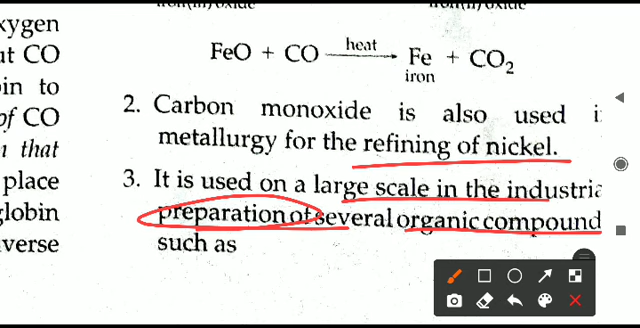 xygen
at CO
in to
of CO
that
place
globin
verse
FeO + CO heat → Fe + CO₂
iron
2. Carbon monoxide is also used i
metallurgy for the refining of nickel.
3. It is used on a large scale in the industria
preparation of several organic compound
such as